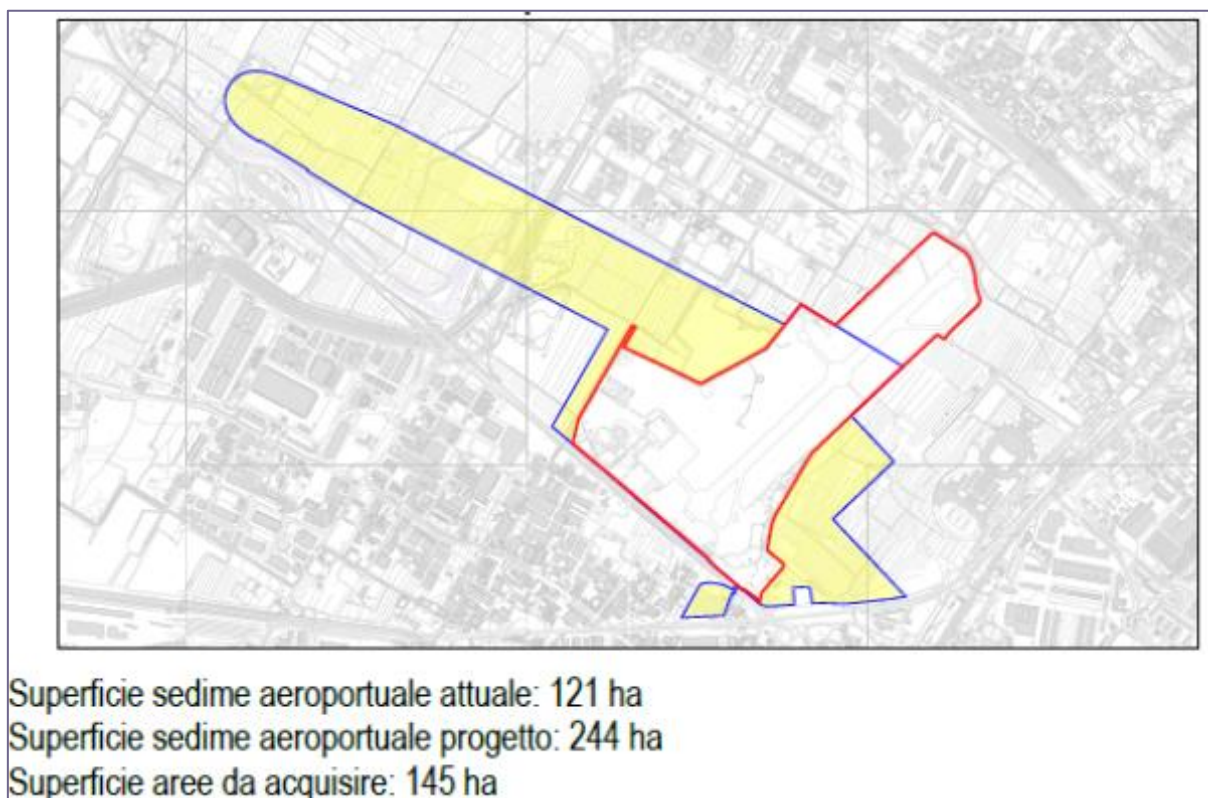 Superficie sedime aeroportuale attuale: 121 ha
Superficie sedime aeroportuale progetto: 244 ha
Superficie aree da acquisire: 145 ha